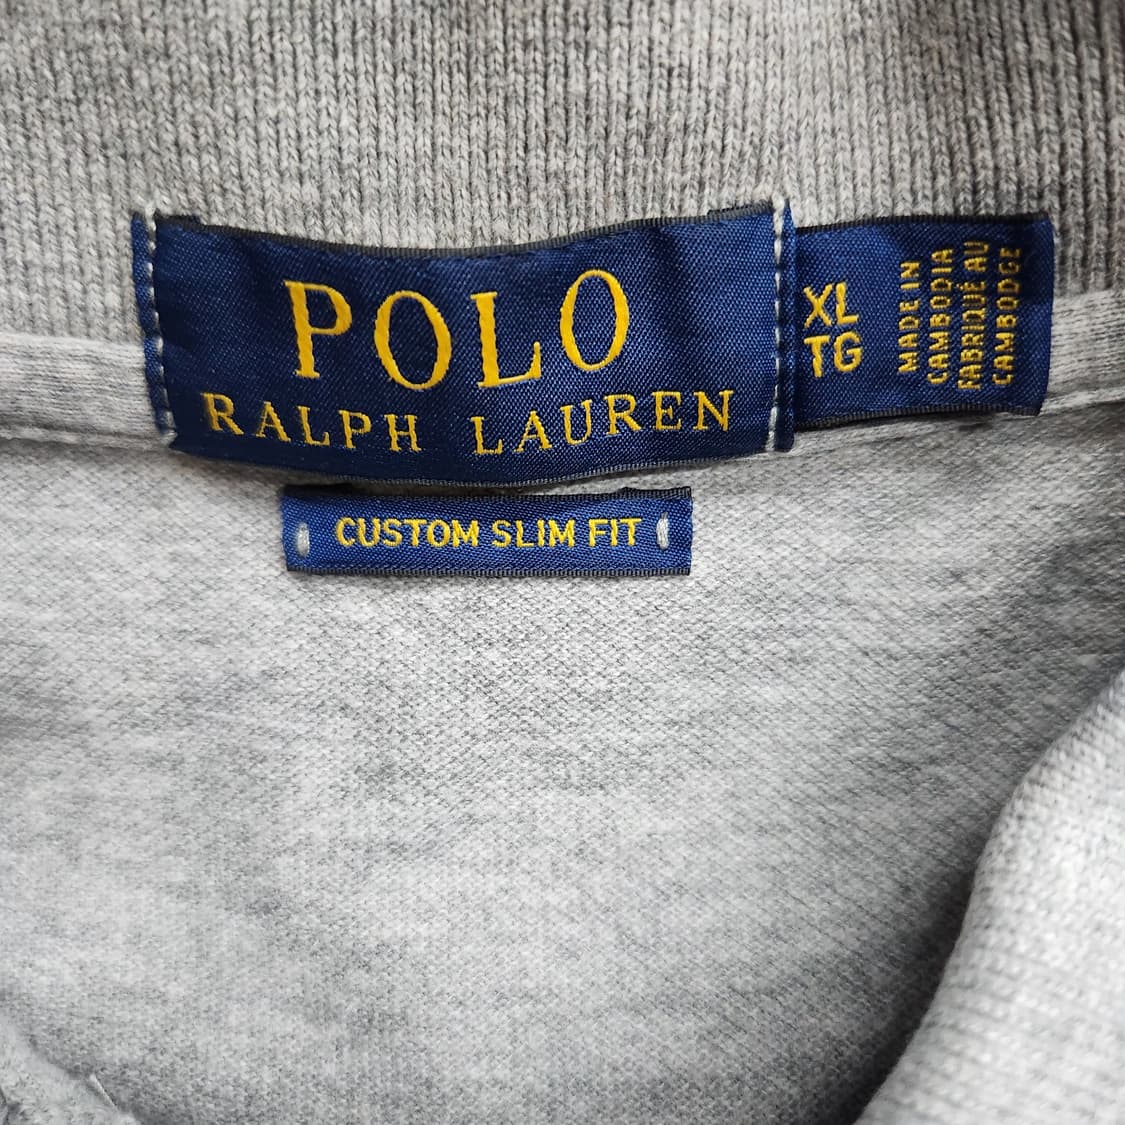 POLO
RALPH LAUREN
XL
TG
MADE IN
CAMBODIA
FABRIQUÉ AU
CAMBODGE
CUSTOM SLIM FIT